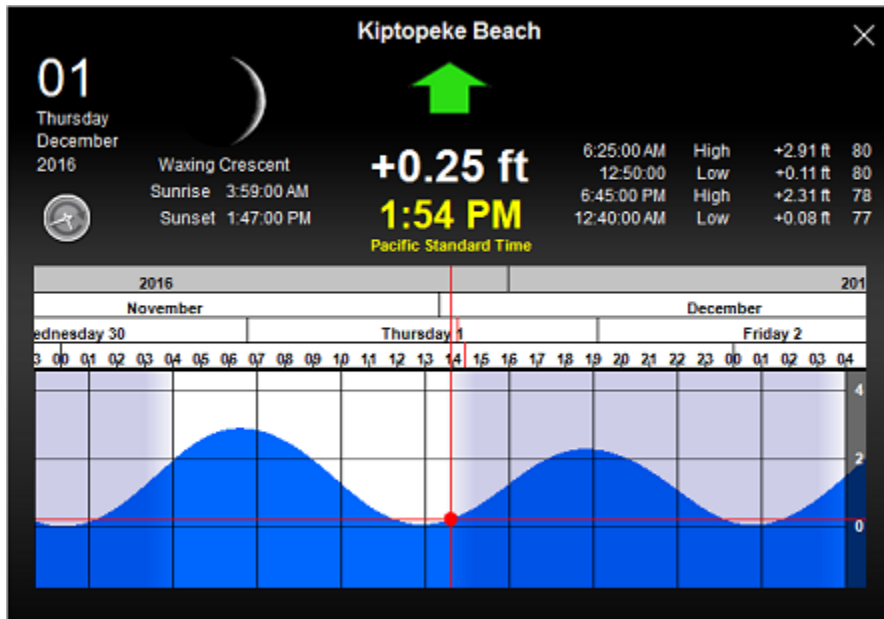 Kiptopeke Beach
01
Thursday
December
2016
Waxing Crescent
Sunrise 3:59:00 AM
Sunset 1:47:00 PM
+0.25 ft
1:54 PM
Pacific Standard Time
6:25:00 AM High +2.91 ft 80
12:50:00 Low +0.11 ft 80
6:45:00 PM High +2.31 ft 78
12:40:00 AM Low +0.08 ft 77
2016 201
November December
ednesday 30 Thursday 1 Friday 2
3 00 01 02 03 04 05 06 07 08 09 10 11 12 13 14 15 16 17 18 19 20 21 22 23 00 01 02 03 04
4
2
0